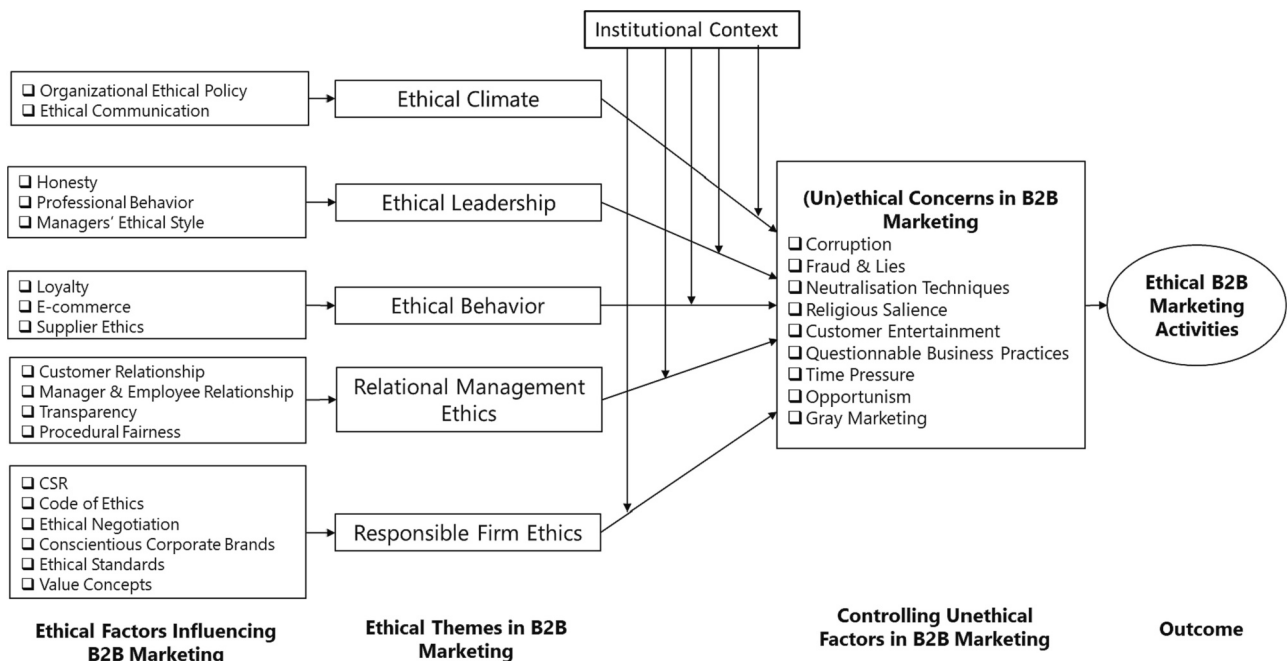 Institutional Context
❑ Organizational Ethical Policy
❑ Ethical Communication
Ethical Climate
❑ Honesty
❑ Professional Behavior
❑ Managers' Ethical Style
Ethical Leadership
❑ Loyalty
❑ E-commerce
❑ Supplier Ethics
Ethical Behavior
❑ Customer Relationship
❑ Manager & Employee Relationship
❑ Transparency
❑ Procedural Fairness
Relational Management
Ethics
❑ CSR
❑ Code of Ethics
❑ Ethical Negotiation
❑ Conscientious Corporate Brands
❑ Ethical Standards
❑ Value Concepts
Responsible Firm Ethics
(Un)ethical Concerns in B2B
Marketing
❑ Corruption
❑ Fraud & Lies
❑ Neutralisation Techniques
❑ Religious Salience
❑ Customer Entertainment
❑ Questionnable Business Practices
❑ Time Pressure
❑ Opportunism
❑ Gray Marketing
Ethical B2B
Marketing
Activities
Ethical Factors Influencing
B2B Marketing
Ethical Themes in B2B
Marketing
Controlling Unethical
Factors in B2B Marketing
Outcome